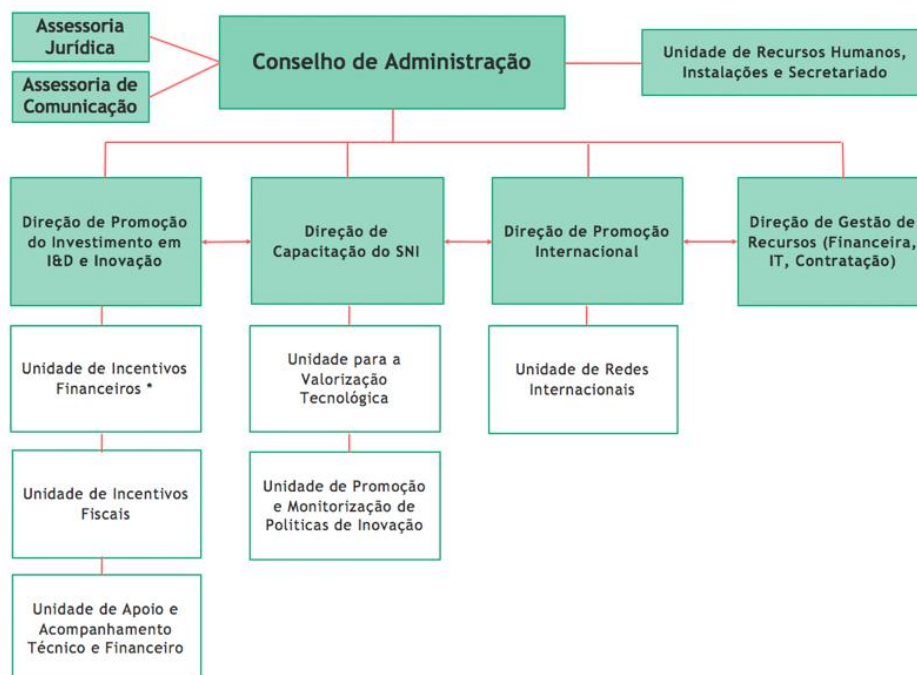 Assessoria
Jurídica
Assessoria de
Comunicação
Conselho de Administração
Unidade de Recursos Humanos,
Instalações e Secretariado
Direção de Promoção
do Investimento em
I&D e Inovação
Direção de
Capacitação do SNI
Direção de Promoção
Internacional
Direção de Gestão de
Recursos (Financeira,
IT, Contratação)
Unidade de Incentivos
Financeiros *
Unidade para a
Valorização
Tecnológica
Unidade de Redes
Internacionais
Unidade de Incentivos
Fiscais
Unidade de Promoção
e Monitorização de
Politicas de Inovação
Unidade de Apoio e
Acompanhamento
Técnico e Financeiro